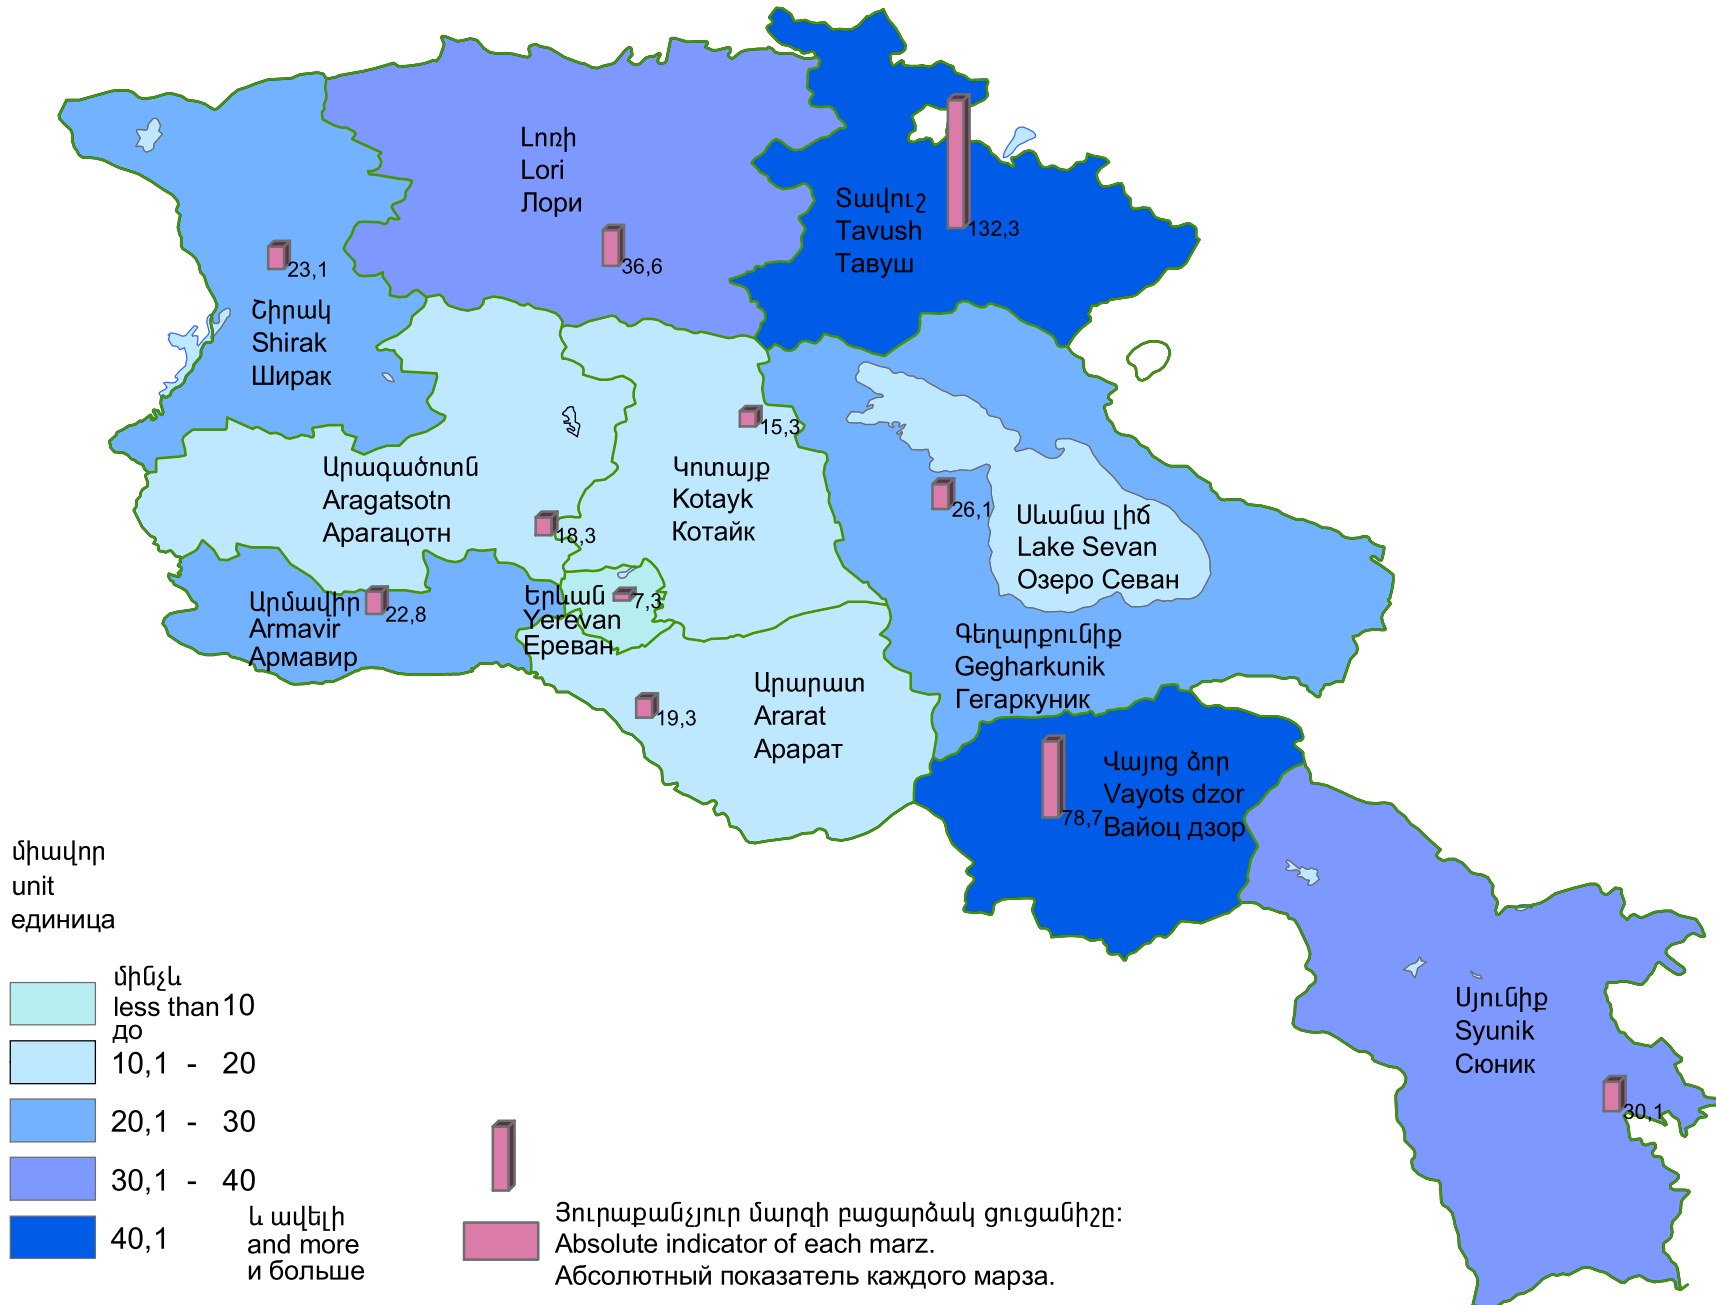 Լոռի
Lori
Лори
36,6
Տավուշ
Tavush
Тавуш
132,3
23,1
Շիրակ
Shirak
Ширак
15,3
Արագածոտն
Aragatsotn
Арагацотн
18,3
Կոտայք
Kotayk
Котайк
26,1
Սևանա լիճ
Lake Sevan
Озеро Севан
Արմավիր
Armavir
Армавир
22,8
Երևան
Yerevan
Ереван
7,3
Գեղարքունիք
Gegharkunik
Гегаркуник
Արարատ
Ararat
Арарат
19,3
Վայոց ձոր
Vayots dzor
Вайоц дзор
78,7
Սյունիք
Syunik
Сюник
30,1
միավոր
unit
единица
մինչև
less than 10
до
10,1 - 20
20,1 - 30
30,1 - 40
40,1
և ավելի
and more
и больше
Յուրաքանչյուր մարզի բացարձակ ցուցանիշը:
Absolute indicator of each marz.
Абсолютный показатель каждого марза.